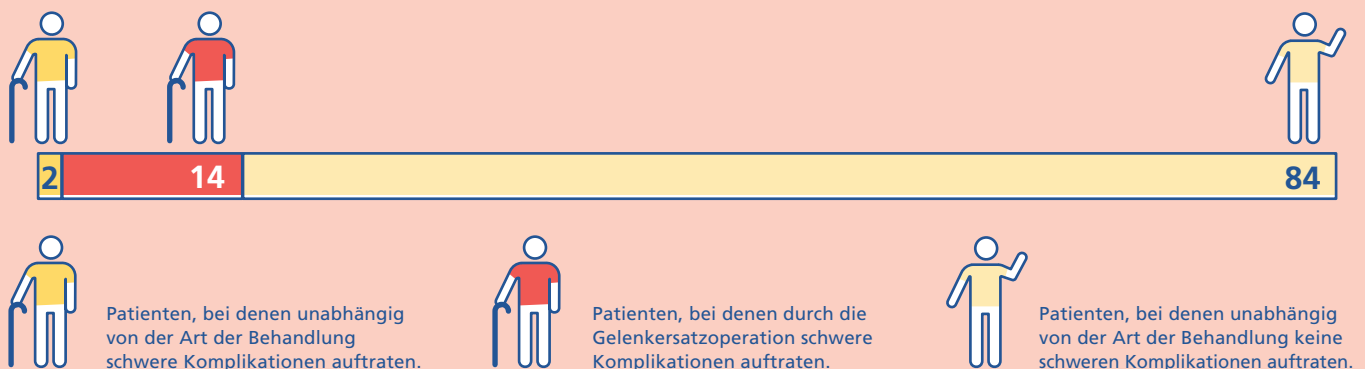 2 14 84
Patienten, bei denen unabhängig
von der Art der Behandlung
schwere Komplikationen auftraten.
Patienten, bei denen durch die
Gelenkersatzoperation schwere
Komplikationen auftraten.
Patienten, bei denen unabhängig
von der Art der Behandlung keine
schweren Komplikationen auftraten.